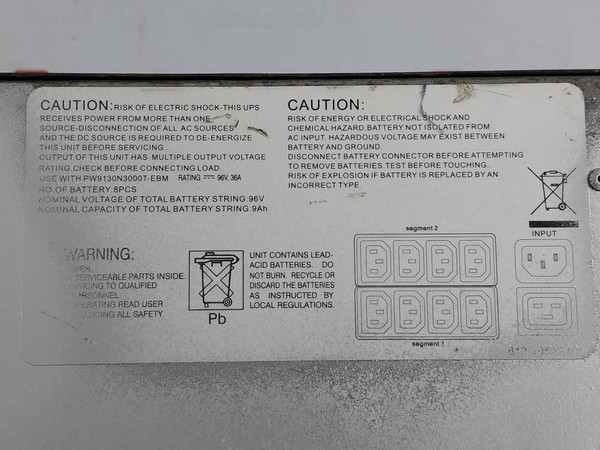 CAUTION: RISK OF ELECTRIC SHOCK-THIS UPS
RECEIVES POWER FROM MORE THAN ONE
SOURCE-DISCONNECTION OF ALL AC SOURCES
AND THE DC SOURCE IS REQUIRED TO DE-ENERGIZE
THIS UNIT BEFORE SERVICING
OUTPUT OF THIS UNIT HAS MULTIPLE OUTPUT VOLTAGE
RATING.CHECK BEFORE CONNECTING LOAD.
USE WITH PW9130N3000T-EBM RATING 96V, 36A
NO.OF BATTERY:8PCS
NOMINAL VOLTAGE OF TOTAL BATTERY STRING:96V
NOMINAL CAPACITY OF TOTAL BATTERY STRING:9Ah
CAUTION:
RISK OF ENERGY OR ELECTRICAL SHOCK AND
CHEMICAL HAZARD.BATTERY NOT ISOLATED FROM
AC INPUT. HAZARDOUS VOLTAGE MAY EXIST BETWEEN
BATTERY AND GROUND.
DISCONNECT BATTERY CONNECTOR BEFORE ATTEMPTING
TO REMOVE BATTERIES.TEST BEFORE TOUCHING.
RISK OF EXPLOSION IF BATTERY IS REPLACED BY AN
INCORRECT TYPE.
WARNING:
SERVICEABLE PARTS INSIDE
TO QUALIFIED
PERSONNEL
OPERATING READ USER
ALL SAFETY
Pb
UNIT CONTAINS LEAD-
ACID BATTERIES. DO
NOT BURN. RECYCLE OR
DISCARD THE BATTERIES
AS INSTRUCTED BY
LOCAL REGULATIONS.
segment 2
segment 1
INPUT